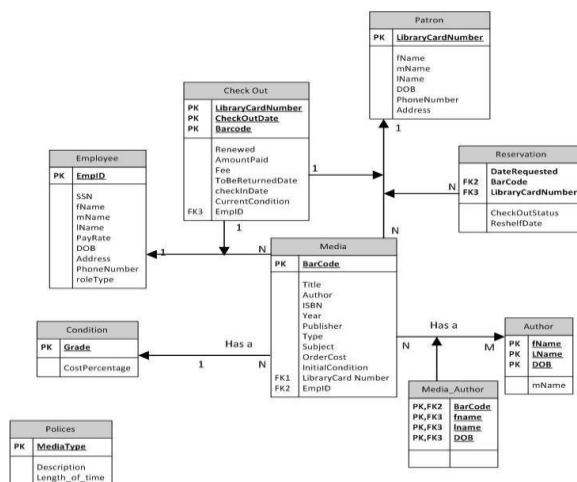 Patron
PK LibraryCardNumber
fName
mName
lName
DOB
PhoneNumber
Address
1
Check Out
PK LibraryCardNumber
PK CheckOutDate
PK Barcode
Renewed
AmountPaid
Fee
ToBeReturnedDate
checkInDate
CurrentCondition
FK3 EmpID
1
1
Reservation
DateRequested
FK2 BarCode
FK3 LibraryCardNumber
CheckOutStatus
ReshelfDate
N
Employee
PK EmpID
SSN
fName
mName
lName
PayRate
DOB
Address
PhoneNumber
roleType
1
N
N
Media
PK BarCode
Title
Author
ISBN
Year
Publisher
Type
Subject
OrderCost
InitialCondition
FK1 LibraryCard Number
FK2 EmpID
Condition
PK Grade
CostPercentage
Has a
1
N
Has a
N
M
Author
PK fName
PK LName
PK DOB
mName
Media_Author
PK,FK2 BarCode
PK,FK3 fname
PK,FK3 lname
PK,FK3 DOB
Polices
PK MediaType
Description
Length_of_time